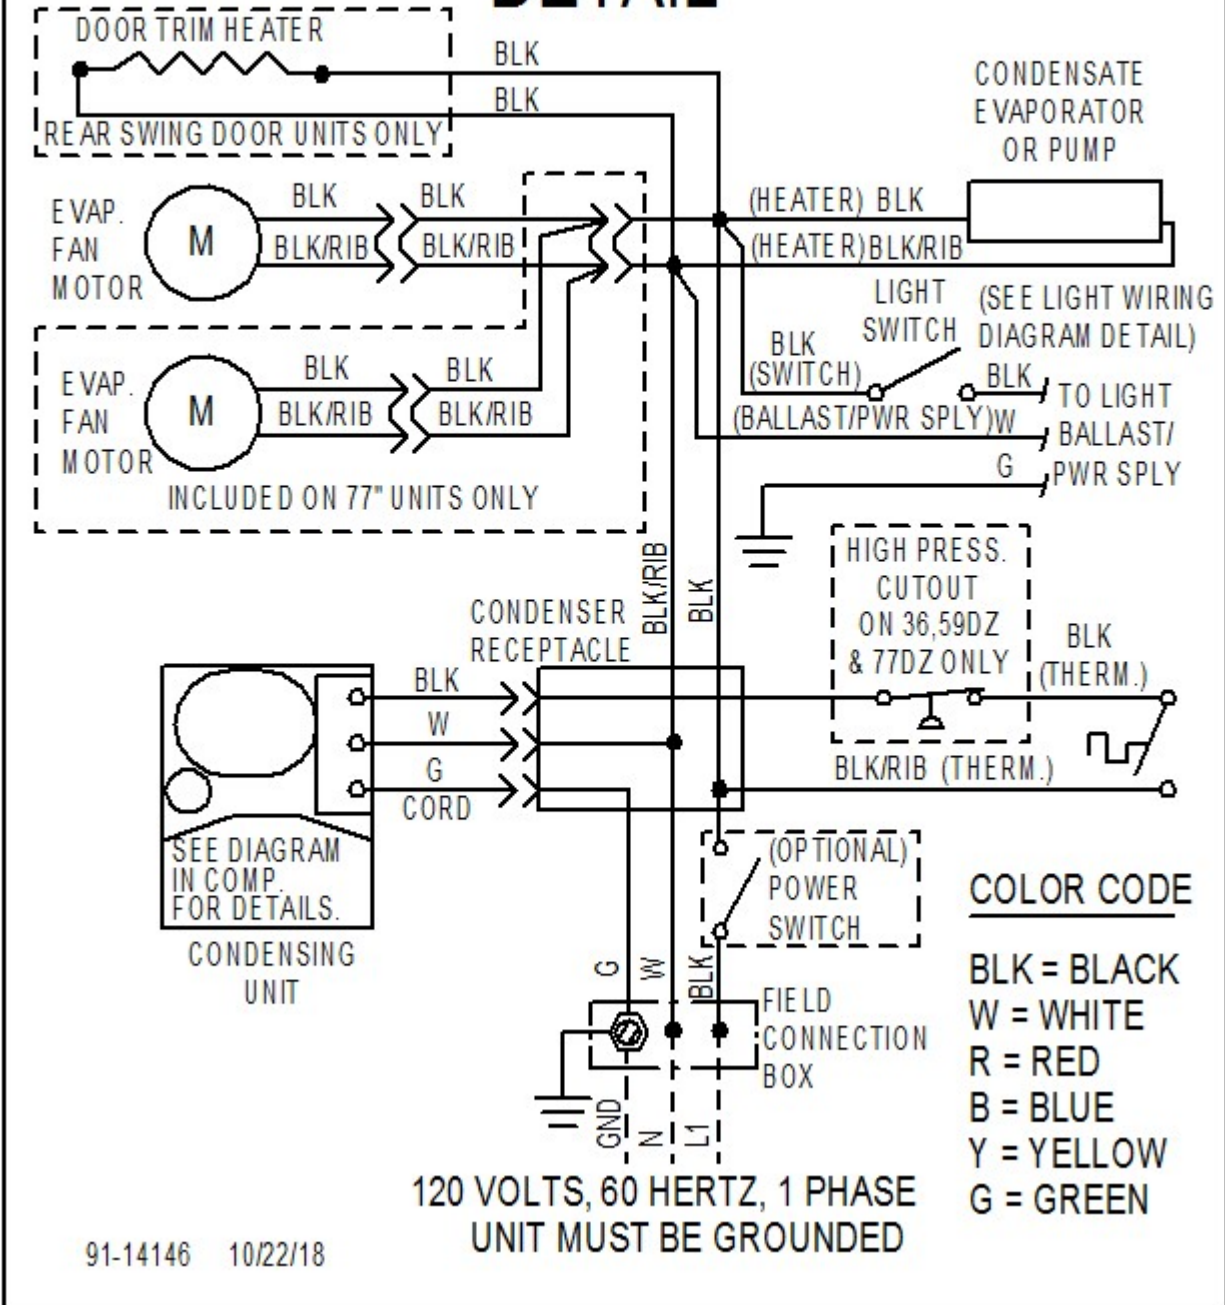 DETAIL
DOOR TRIM HEATER
BLK
BLK
REAR SWING DOOR UNITS ONLY
CONDENSATE
EVAPORATOR
OR PUMP
EVAP.
FAN
MOTOR
M
BLK
BLK
BLK/RIB
BLK/RIB
(HEATER) BLK
(HEATER) BLK/RIB
LIGHT
SWITCH
(SEE LIGHT WIRING
DIAGRAM DETAIL)
BLK
(SWITCH)
BLK
(BALLAST/PWR SPLY)
W
G
TO LIGHT
BALLAST/
PWR SPLY
EVAP.
FAN
MOTOR
M
BLK
BLK
BLK/RIB
BLK/RIB
INCLUDED ON 77" UNITS ONLY
BLK/RIB
BLK
HIGH PRESS.
CUTOUT
ON 36,59DZ
& 77DZ ONLY
BLK
(THERM.)
CONDENSER
RECEPTACLE
BLK
W
G
CORD
BLK/RIB (THERM.)
SEE DIAGRAM
IN COMP.
FOR DETAILS.
CONDENSING
UNIT
(OPTIONAL)
POWER
SWITCH
G
W
BLK
FIELD
CONNECTION
BOX
GND
N
L1
COLOR CODE
BLK = BLACK
W = WHITE
R = RED
B = BLUE
Y = YELLOW
G = GREEN
120 VOLTS, 60 HERTZ, 1 PHASE
UNIT MUST BE GROUNDED
91-14146 10/22/18